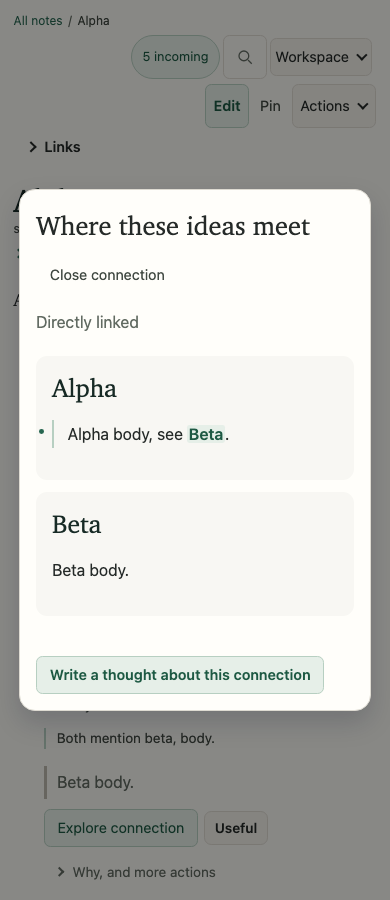 All notes / Alpha
5 incoming
Workspace
Edit
Pin
Actions
Links
Where these ideas meet
Close connection
Directly linked
Alpha
Alpha body, see Beta.
Beta
Beta body.
Write a thought about this connection
Both mention beta, body.
Beta body.
Explore connection
Useful
Why, and more actions